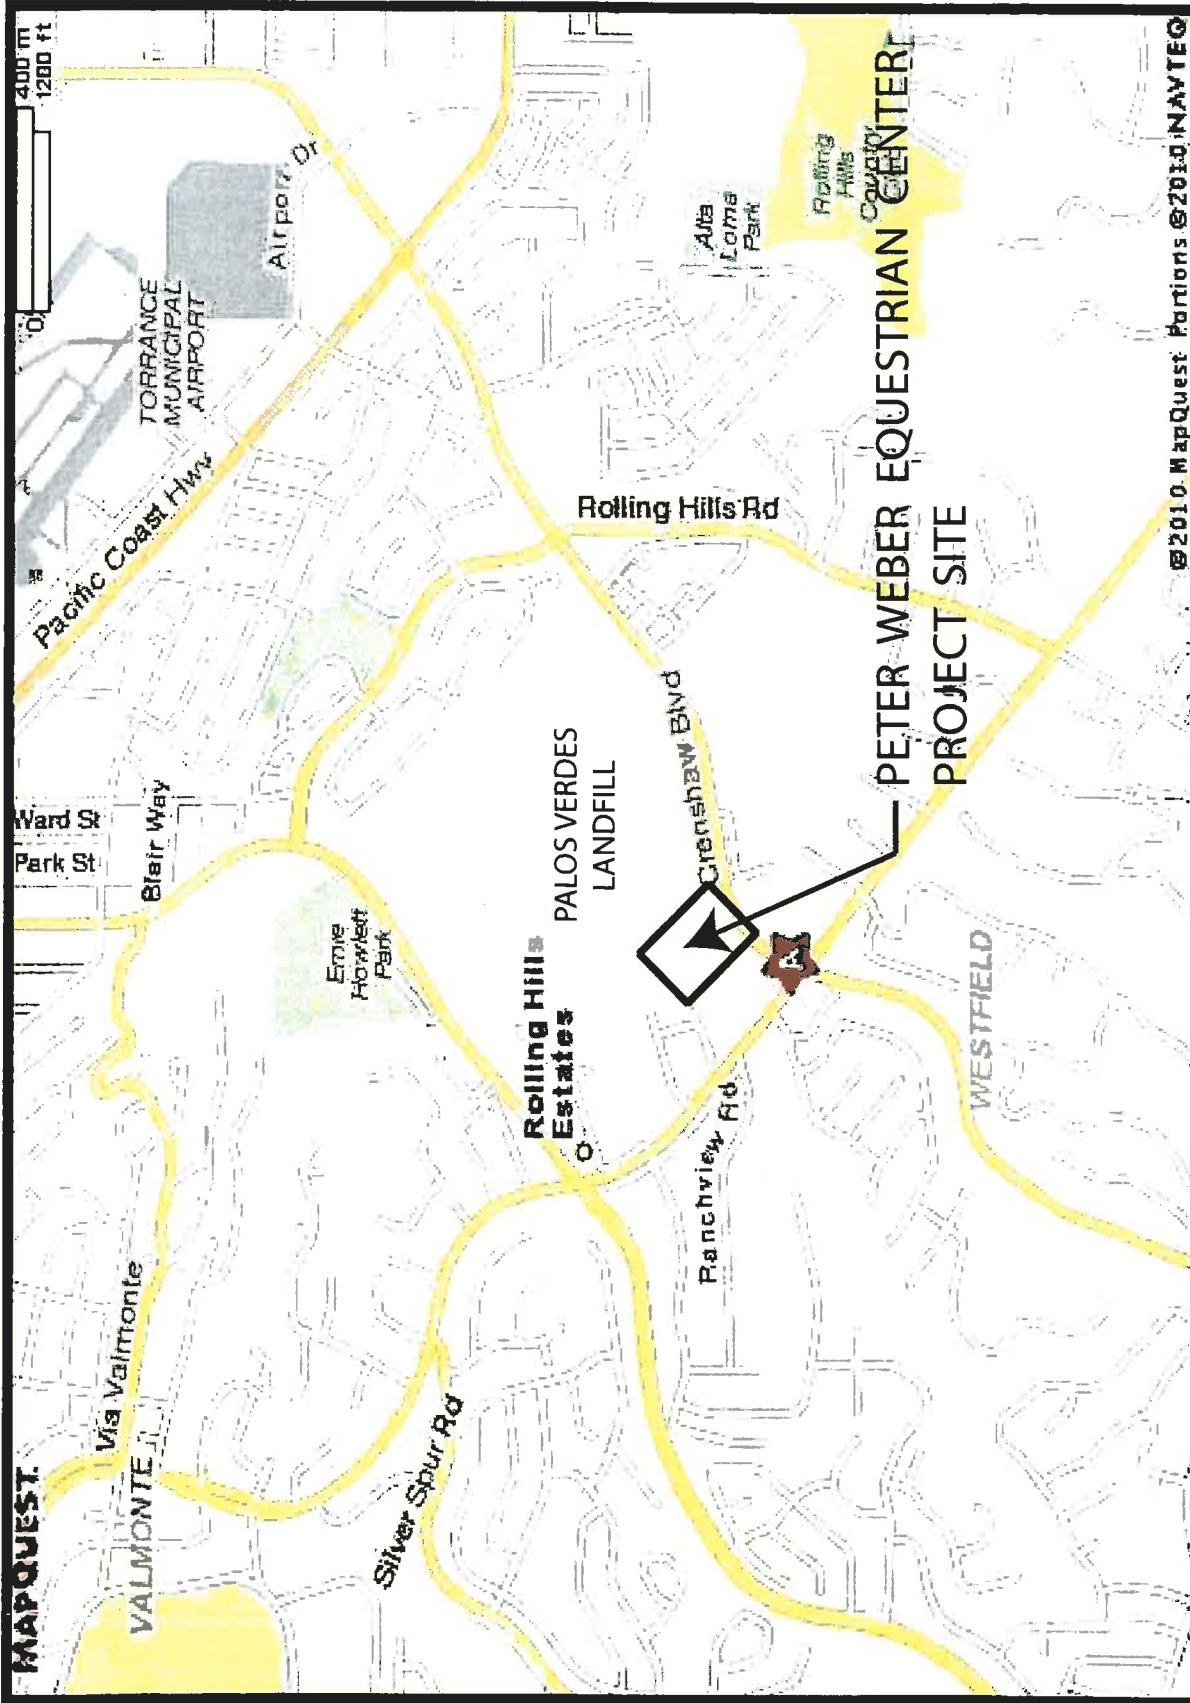 MAPQUEST.
400 m
1200 ft
0
VALMONTE
Via Valmonte
Park St
Ward St
Blair Way
Pacific Coast Hwy
TORRANCE
MUNICIPAL
AIRPORT
Airport Dr
Ernie
Howlett
Park
Silver Spur Rd
Rolling Hills
Estates
PALOS VERDES
LANDFILL
Rolling Hills Rd
Crenshaw Blvd
Ranchview Rd
Alta
Loma
Park
Rolling
Hills
Country
A
PETER WEBER EQUESTRIAN CENTER
PROJECT SITE
WESTFIELD
©2010 MapQuest Portions ©2010 NAVTEQ